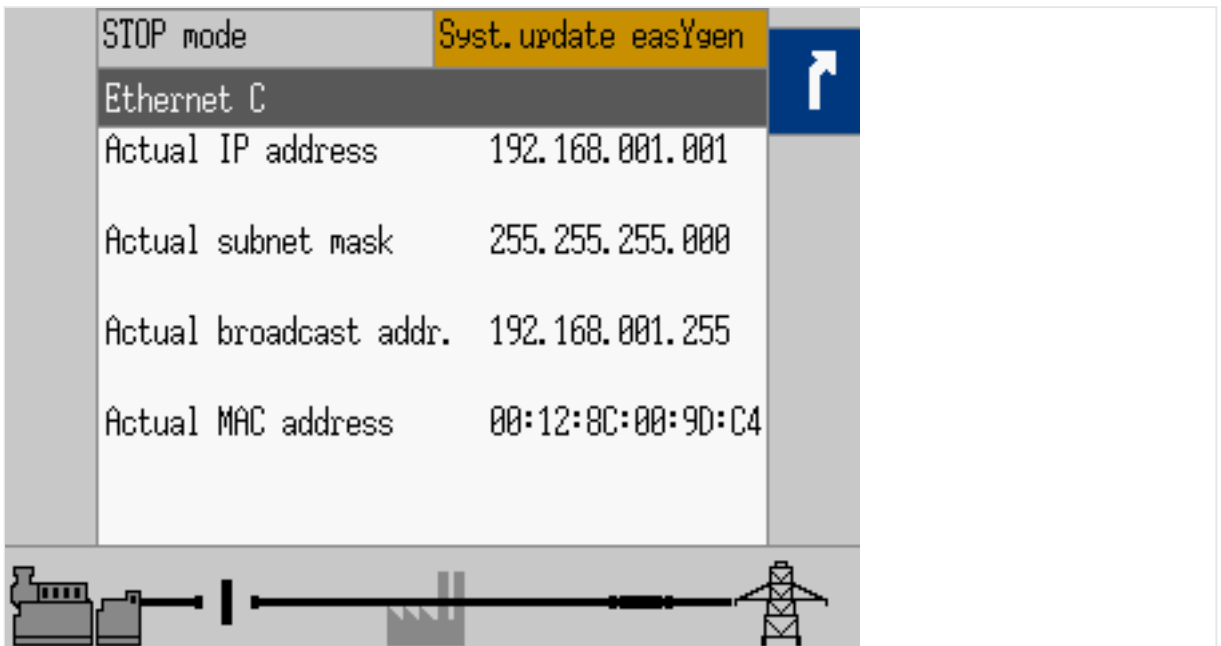 STOP mode Syst.update easYgen
Ethernet C
Actual IP address 192.168.001.001
Actual subnet mask 255.255.255.000
Actual broadcast addr. 192.168.001.255
Actual MAC address 00:12:8C:00:9D:C4